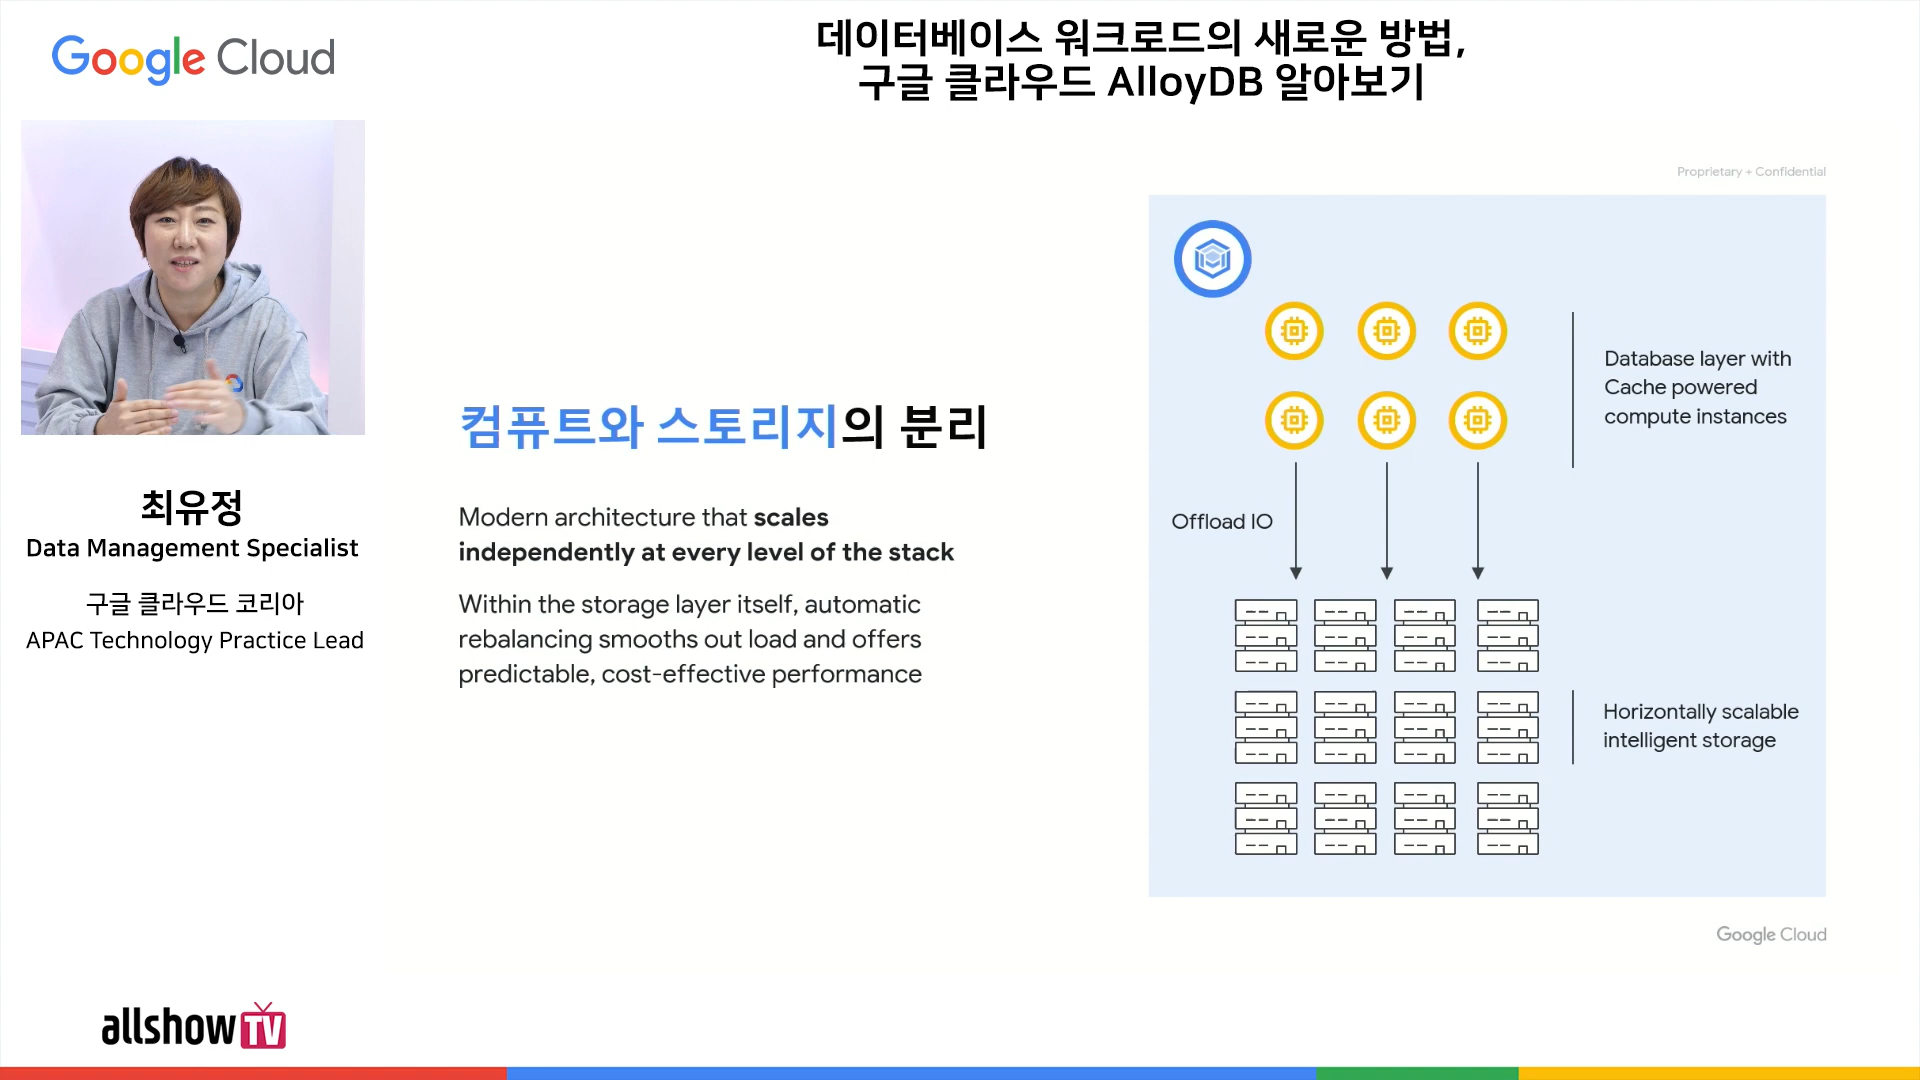 Google Cloud
데이터베이스 워크로드의 새로운 방법,
구글 클라우드 AlloyDB 알아보기
최유정
Data Management Specialist
구글 클라우드 코리아
APAC Technology Practice Lead
컴퓨트와 스토리지의 분리
Modern architecture that scales
independently at every level of the stack
Within the storage layer itself, automatic
rebalancing smooths out load and offers
predictable, cost-effective performance
Proprietary + Confidential
Database layer with
Cache powered
compute instances
Offload IO
Horizontally scalable
intelligent storage
Google Cloud
allshowTV